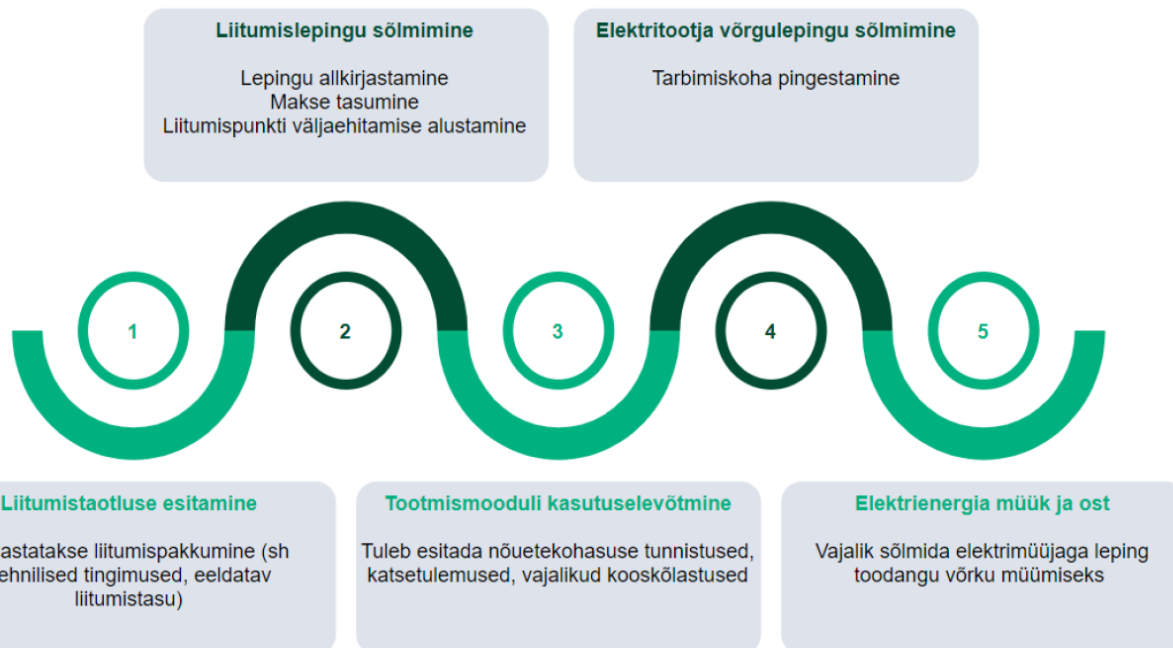 Liitumislepingu sõlmimine
Lepingu allkirjastamine
Makse tasumine
Liitumispunkti väljaehitamise alustamine
Elektritootja võrgulepingu sõlmimine
Tarbimiskoha pingestamine
1
2
3
4
5
Liitumistaotluse esitamine
liitumispakkumine (sh
tingimused, eeldatav
liitumistasu)
Tootmismooduli kasutuselevõtmine
Tuleb esitada nõuetekohasuse tunnistused,
katsetulemused, vajalikud kooskõlastused
Elektrienergia müük ja ost
Vajalik sõlmida elektrimüüjaga leping
toodangu võrku müümiseks